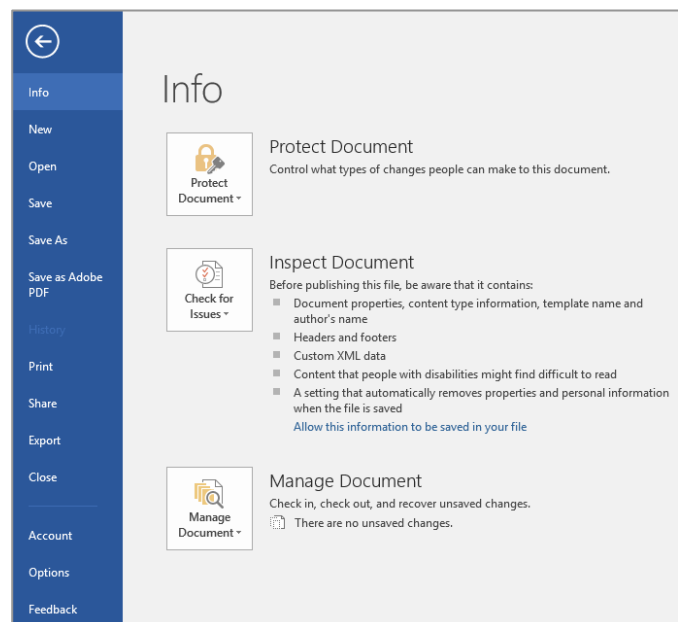 Info
New
Open
Save
Save As
Save as Adobe
PDF
History
Print
Share
Export
Close
Account
Options
Feedback
Info
Protect
Document
Protect Document
Control what types of changes people can make to this document.
Check for
Issues
Inspect Document
Before publishing this file, be aware that it contains:
Document properties, content type information, template name and
author's name
Headers and footers
Custom XML data
Content that people with disabilities might find difficult to read
A setting that automatically removes properties and personal information
when the file is saved
Allow this information to be saved in your file
Manage
Document
Manage Document
Check in, check out, and recover unsaved changes.
There are no unsaved changes.